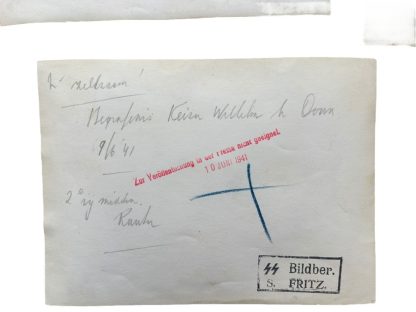 Begrafenis Keizer Wilhelm te Doorn
9/6 '41
Zur Veröffentlichung in der Presse nicht geeignet.
10 JUNI 1941
2e rij midden.
ϟϟ Bildber.
S. FRITZ.